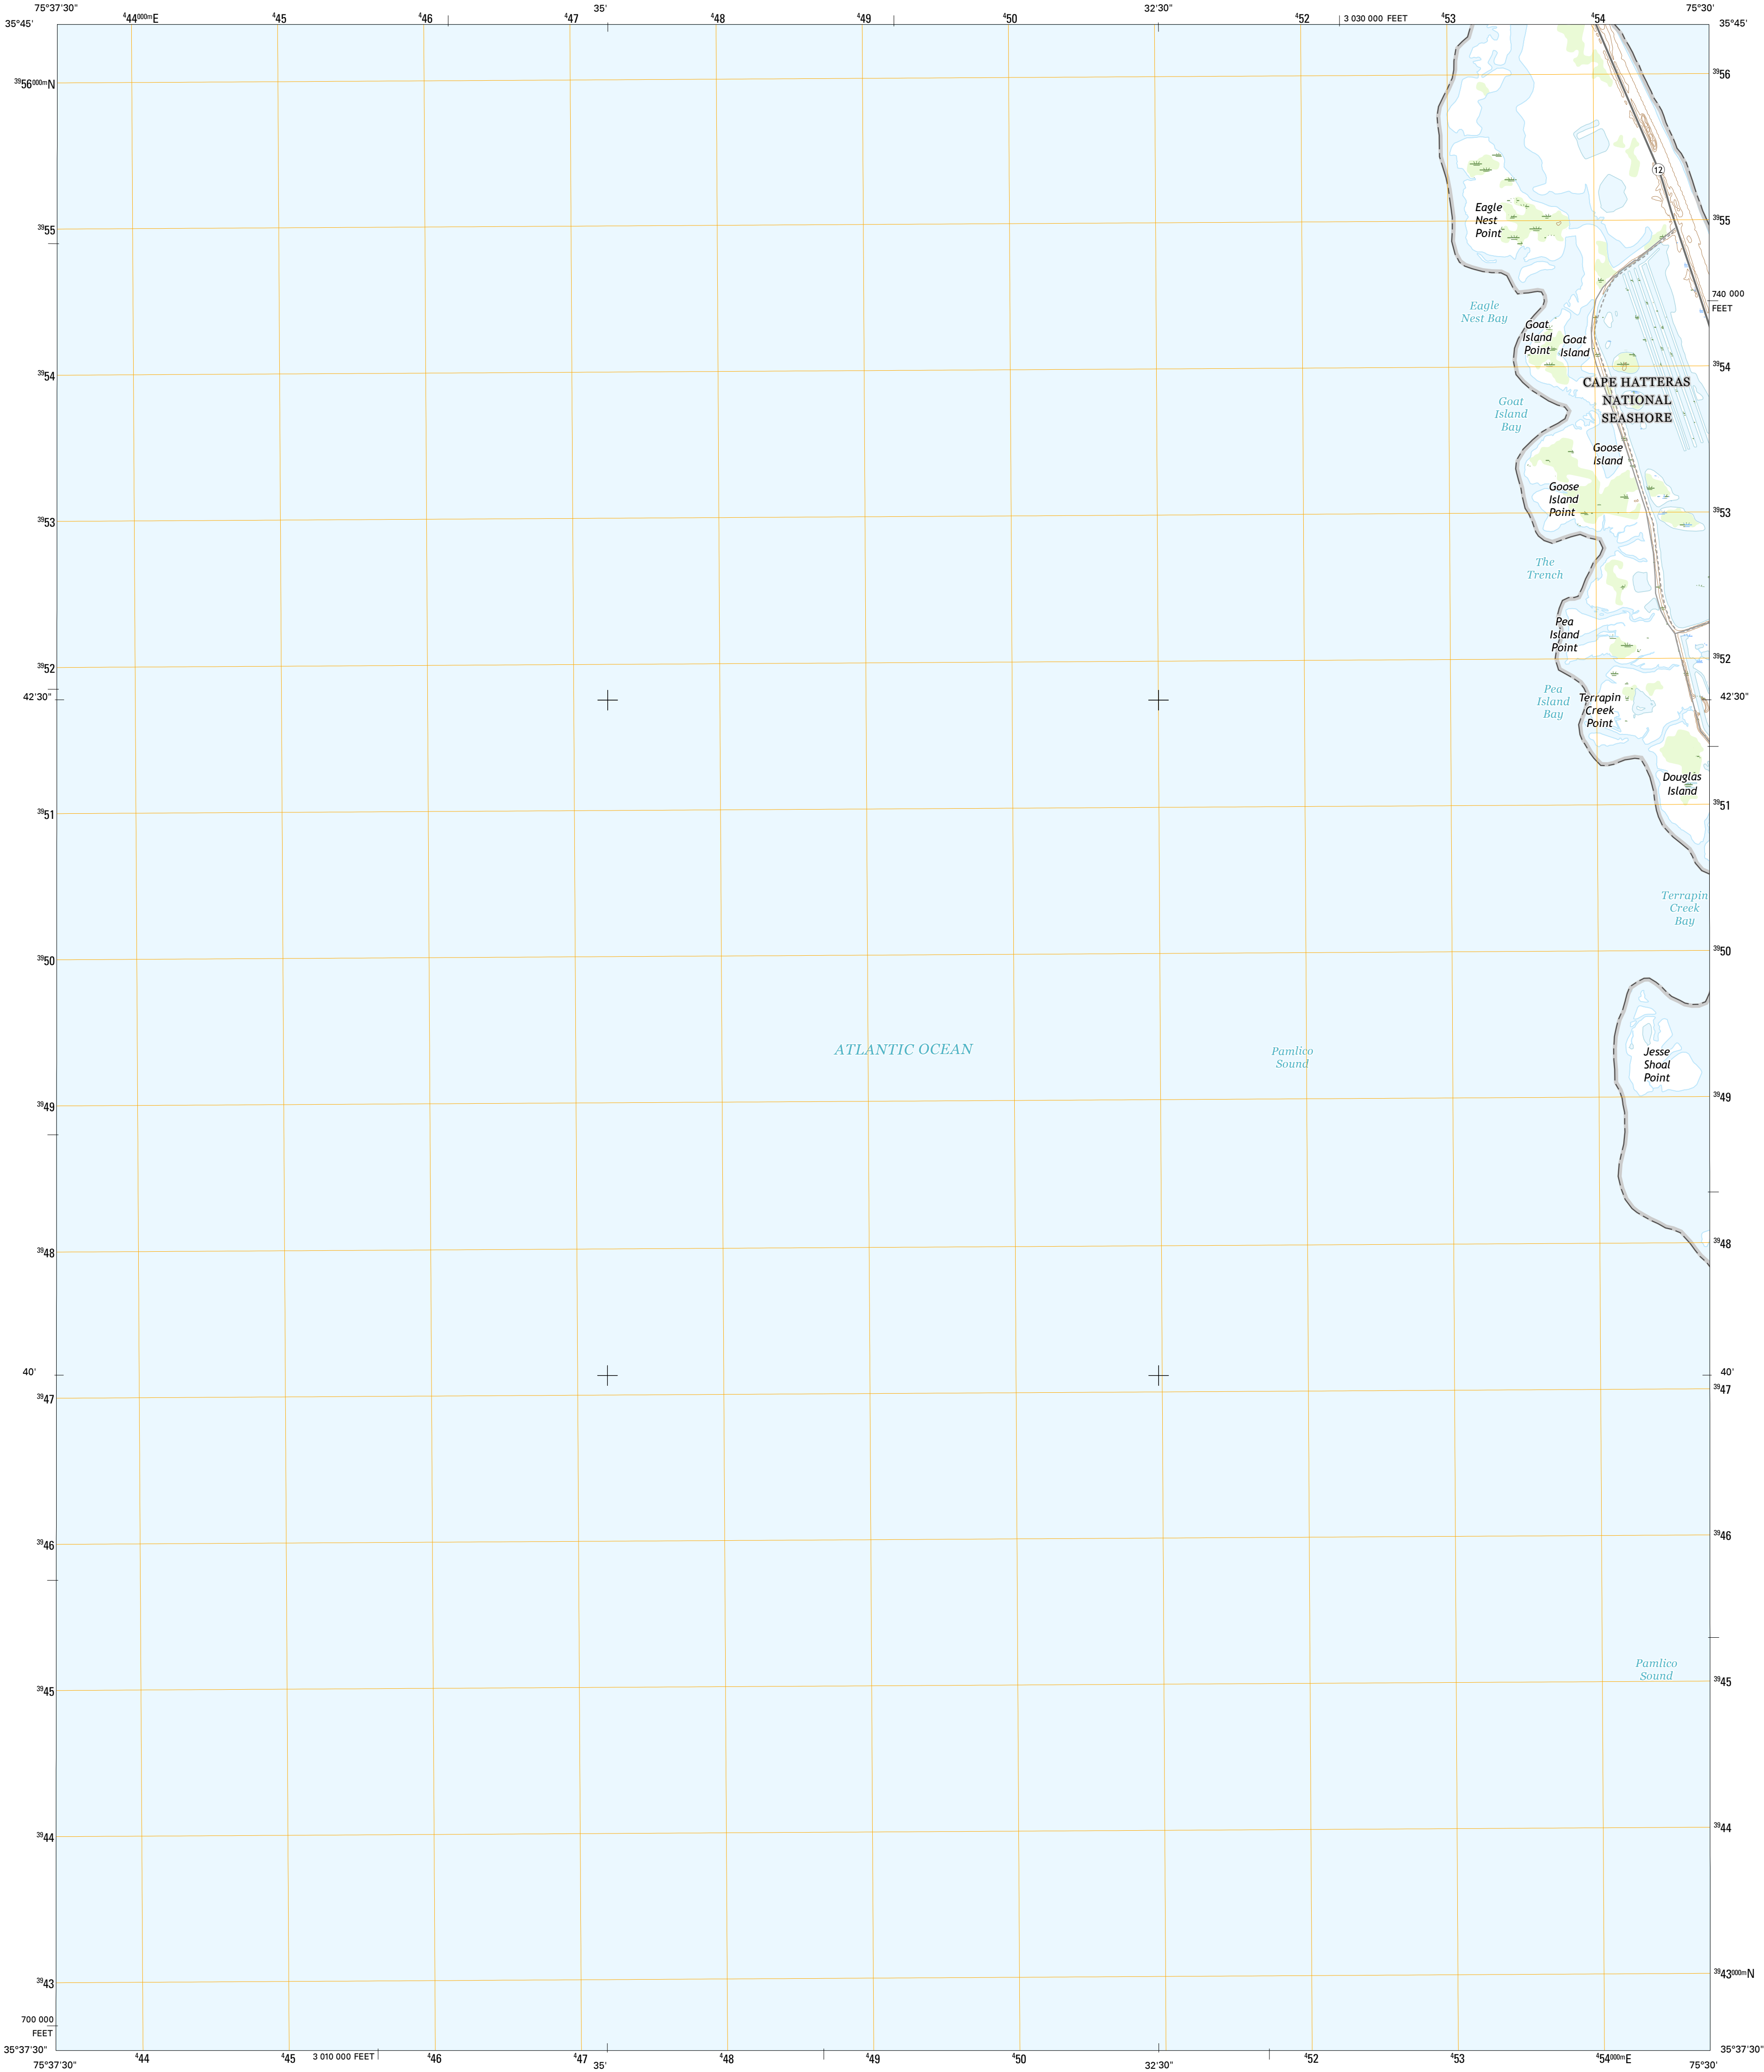 75°37'30" ⁴44⁰⁰⁰ᵐE ⁴45 ⁴46 ⁴47 35' ⁴48 ⁴49 ⁴50 32'30" ⁴52 3 030 000 FEET ⁴53 ⁴54 75°30'
35°45' 35°45'
³⁹56⁰⁰⁰ᵐN ³⁹56
12
Eagle
Nest
Point
³⁹55 ³⁹55
740 000
FEET
Eagle
Nest Bay
Goat
Island
Point
Goat
Island
³⁹54 ³⁹54
CAPE HATTERAS
NATIONAL
SEASHORE
Goat
Island
Bay
Goose
island
Goose
Island
Point
³⁹53 ³⁹53
The
Trench
Pea
Island
Point
³⁹52 ³⁹52
42'30" 42'30"
Pea
Island
Bay
Terrapin
Creek
Point
Douglas
Island
³⁹51 ³⁹51
Terrapin
Creek
Bay
³⁹50 ³⁹50
ATLANTIC OCEAN
Pamlico
Sound
Jesse
Shoal
Point
³⁹49 ³⁹49
³⁹48 ³⁹48
40' 40'
³⁹47 ³⁹47
³⁹46 ³⁹46
Pamlico
Sound
³⁹45 ³⁹45
³⁹44 ³⁹44
³⁹43 ³⁹43⁰⁰⁰ᵐN
700 000
FEET
35°37'30" 35°37'30"
75°37'30" ⁴44 ⁴45 3 010 000 FEET ⁴46 ⁴47 35' ⁴48 ⁴49 ⁴50 32'30" ⁴52 ⁴53 ⁴54⁰⁰⁰ᵐE 75°30'